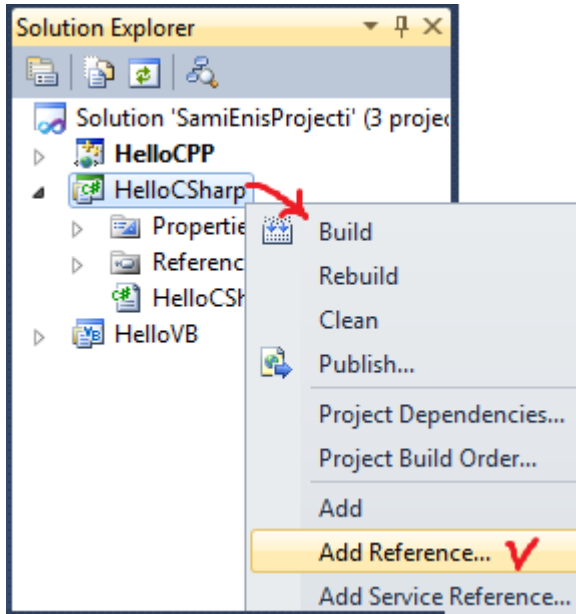 Solution Explorer
Solution 'SamiEnisProjecti' (3 projec
HelloCPP
HelloCSharp
Propertie
Referenc
HelloCSh
HelloVB
Build
Rebuild
Clean
Publish...
Project Dependencies...
Project Build Order...
Add
Add Reference...
Add Service Reference...